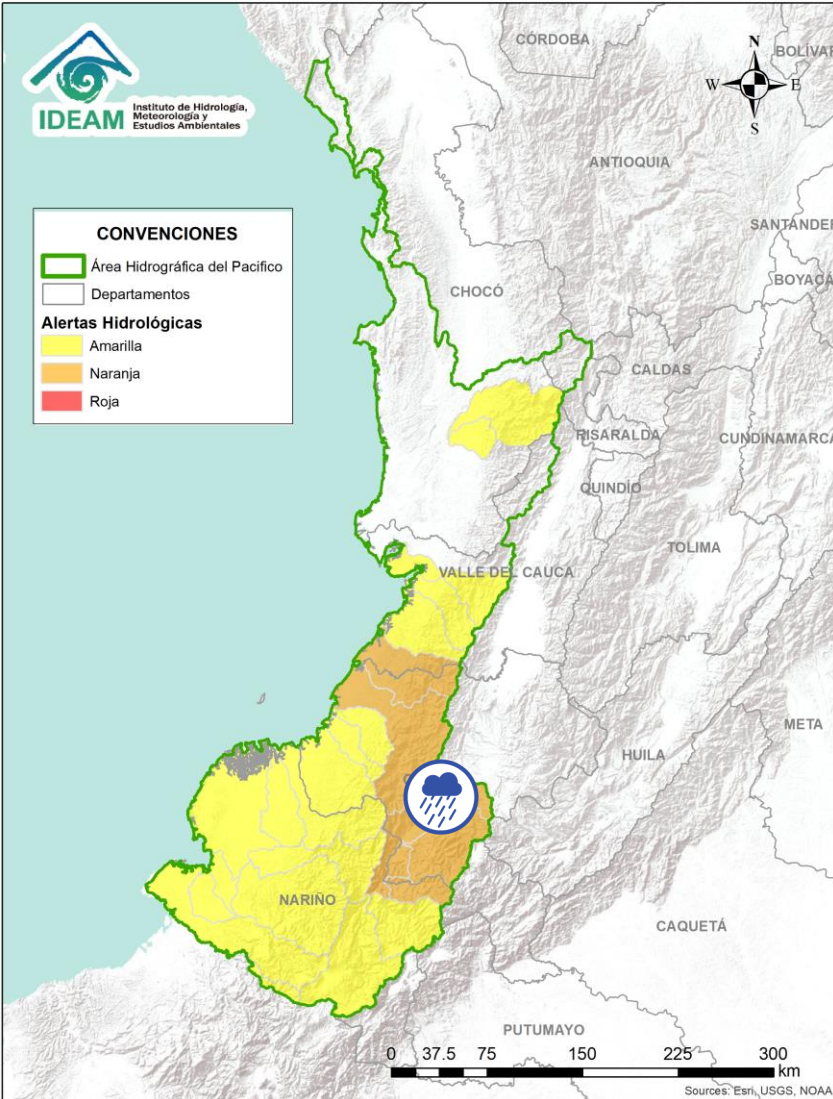 IDEAM
Instituto de Hidrología,
Meteorología y
Estudios Ambientales
CÓRDOBA
BOLÍVAR
N
W
E
S
ANTIOQUIA
SANTANDER
BOYACÁ
CONVENCIONES
Área Hidrográfica del Pacifico
Departamentos
Alertas Hidrológicas
Amarilla
Naranja
Roja
CHOCÓ
CALDAS
RISARALDA
CUNDINAMARCA
QUINDÍO
TOLIMA
VALLE DEL CAUCA
META
HUILA
NARIÑO
CAQUETÁ
PUTUMAYO
0 37.5 75 150 225 300
km
Sources: Esri, USGS, NOAA